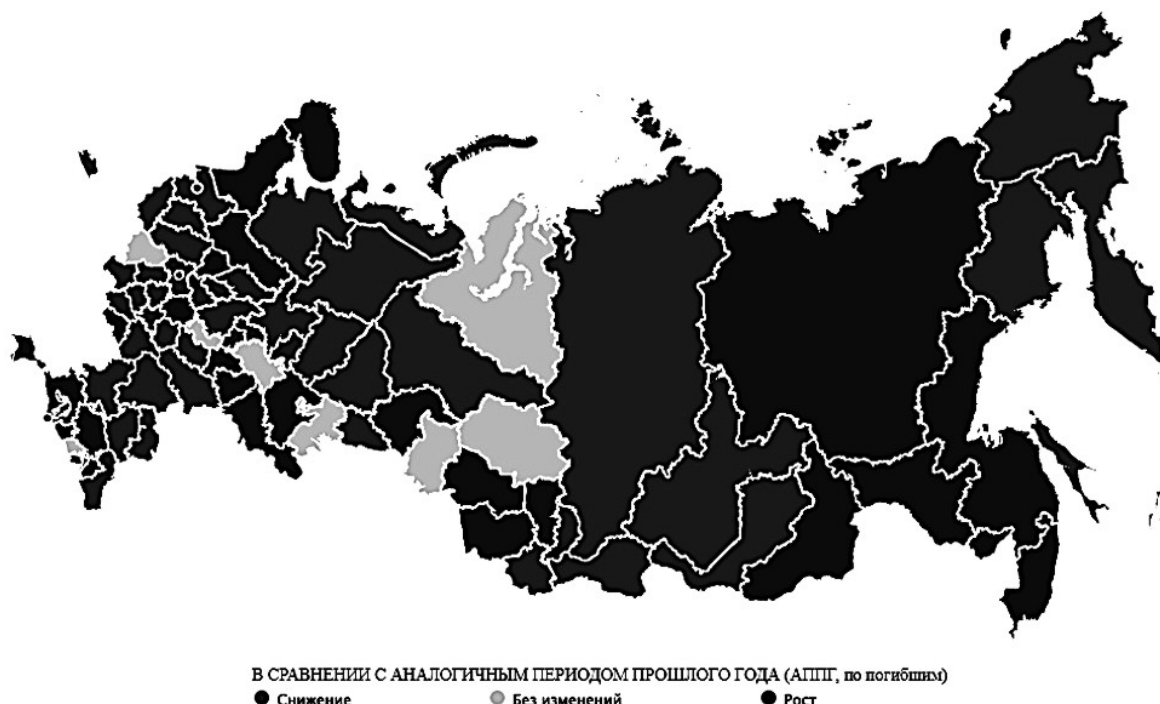 В СРАВНЕНИИ С АНАЛОГИЧНЫМ ПЕРИОДОМ ПРОШЛОГО ГОДА (АППГ, по погибшим)
Снижение Без изменений Рост